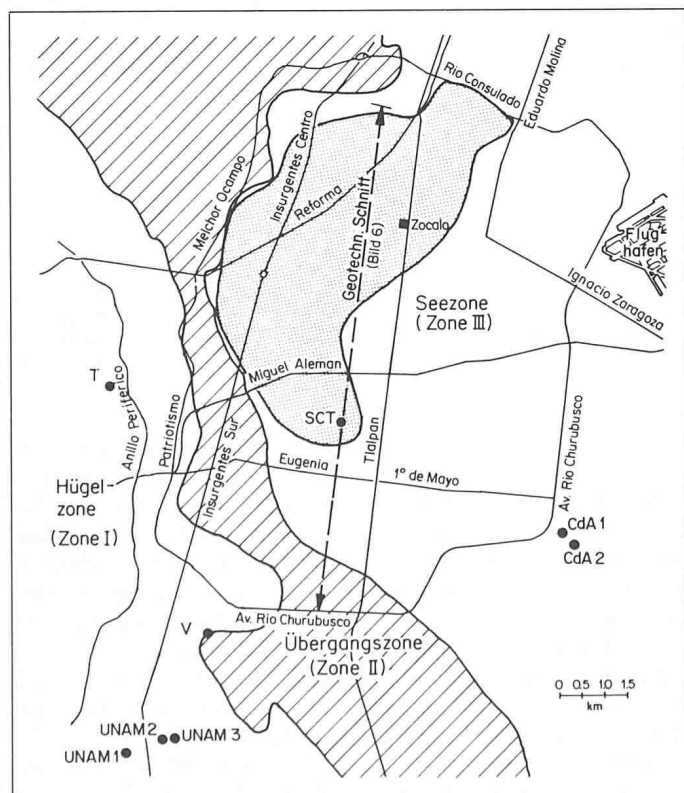 Rio Consulado
Eduardo Molina
Melchor Ocampo
Insurgentes Centro
Reforma
Geotechn. Schnitt
(Bild 6)
Zocalo
Flug
hafen
Ignacio Zaragoza
Seezone
(Zone III)
Miguel Aleman
T
Anillo Periferico
Patriotismo
Insurgentes Sur
SCT
Tlalpan
Eugenia
1º de Mayo
Av. Rio Churubusco
Hügel-
zone
(Zone I)
CdA 1
CdA 2
V
Av. Rio Churubusco
Übergangszone
(Zone II)
0 0.5 1.0 1.5
km
UNAM 2
UNAM 3
UNAM 1